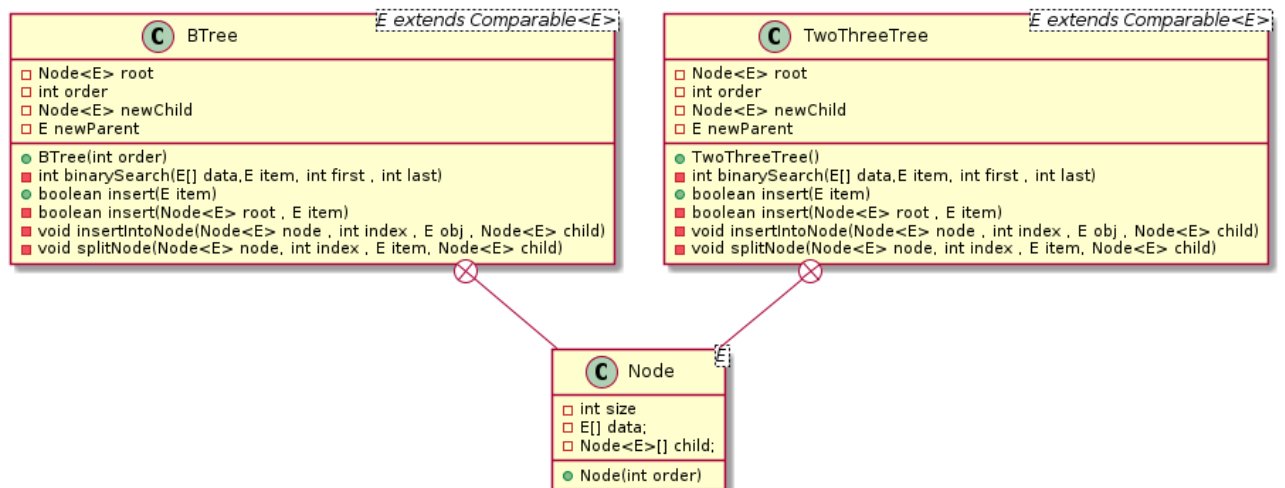 E extends Comparable<E>
C BTree
Node<E> root
int order
Node<E> newChild
E newParent
BTree(int order)
int binarySearch(E[] data,E item, int first , int last)
boolean insert(E item)
boolean insert(Node<E> root , E item)
void insertIntoNode(Node<E> node , int index , E obj , Node<E> child)
void splitNode(Node<E> node, int index , E item, Node<E> child)
E extends Comparable<E>
C TwoThreeTree
Node<E> root
int order
Node<E> newChild
E newParent
TwoThreeTree()
int binarySearch(E[] data,E item, int first , int last)
boolean insert(E item)
boolean insert(Node<E> root , E item)
void insertIntoNode(Node<E> node , int index , E obj , Node<E> child)
void splitNode(Node<E> node, int index , E item, Node<E> child)
E
C Node
int size
E[] data;
Node<E>[] child;
Node(int order)